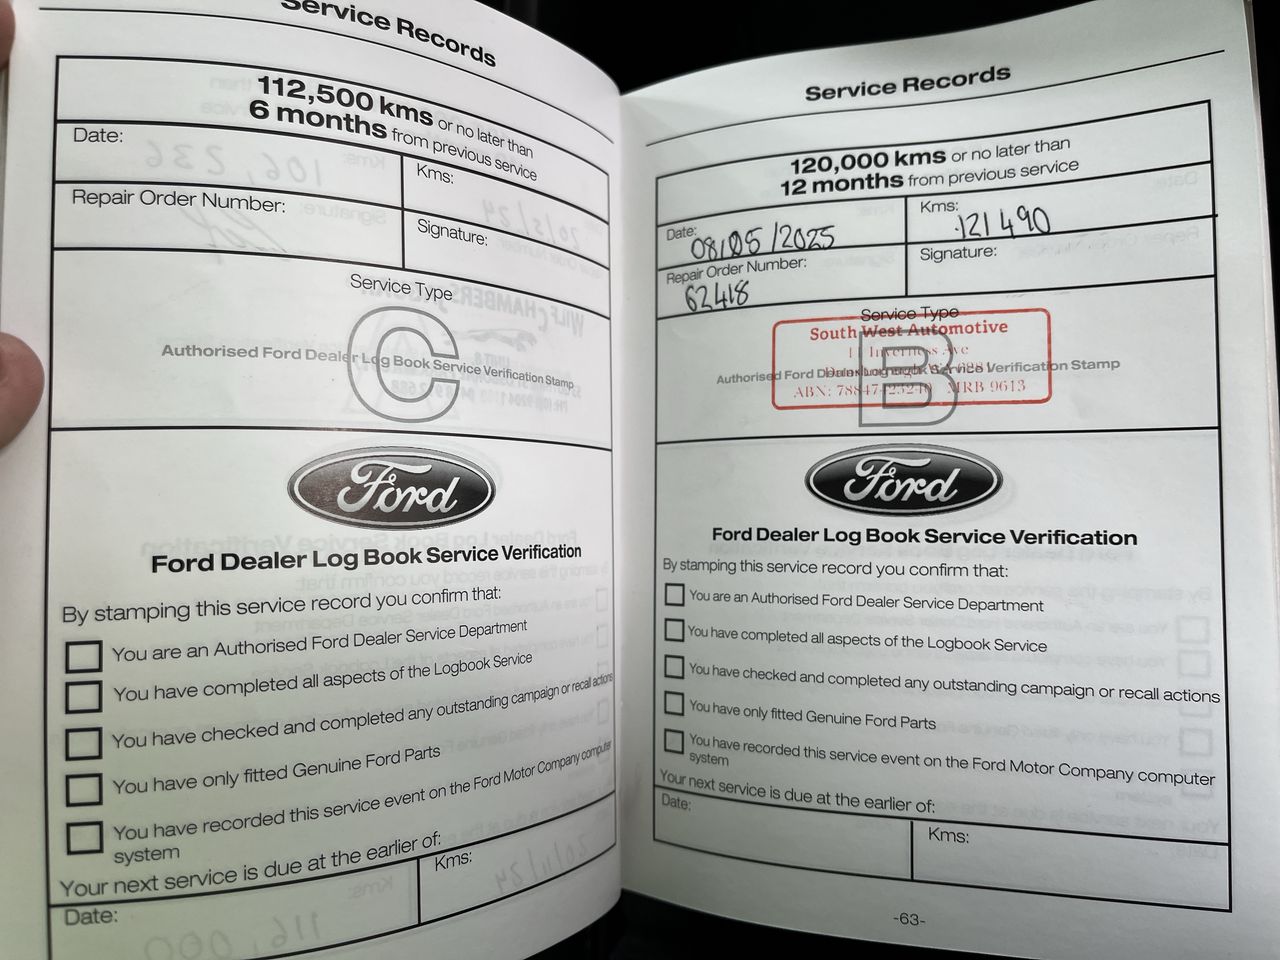 Service Records
112,500 kms or no later than
6 months from previous service
Date:
Kms:
Repair Order Number:
Signature:
Service Type
C
Authorised Ford Dealer Log Book Service Verification Stamp
Ford
Ford Dealer Log Book Service Verification
By stamping this service record you confirm that:
You are an Authorised Ford Dealer Service Department
You have completed all aspects of the Logbook Service
You have checked and completed any outstanding campaign or recall actions
You have only fitted Genuine Ford Parts
You have recorded this service event on the Ford Motor Company computer
system
Your next service is due at the earlier of:
Date:
Kms:
Service Records
120,000 kms or no later than
12 months from previous service
Date: 08/05/2025
Kms: 121490
Repair Order Number:
62418
Signature:
Service Type
South West Automotive
11 Inverness Ave
B
Authorised Ford Dealer Log Book Service Verification Stamp
ABN: MRB 9613
Ford
Ford Dealer Log Book Service Verification
By stamping this service record you confirm that:
You are an Authorised Ford Dealer Service Department
You have completed all aspects of the Logbook Service
You have checked and completed any outstanding campaign or recall actions
You have only fitted Genuine Ford Parts
You have recorded this service event on the Ford Motor Company computer
system
Your next service is due at the earlier of:
Date:
Kms:
-63-